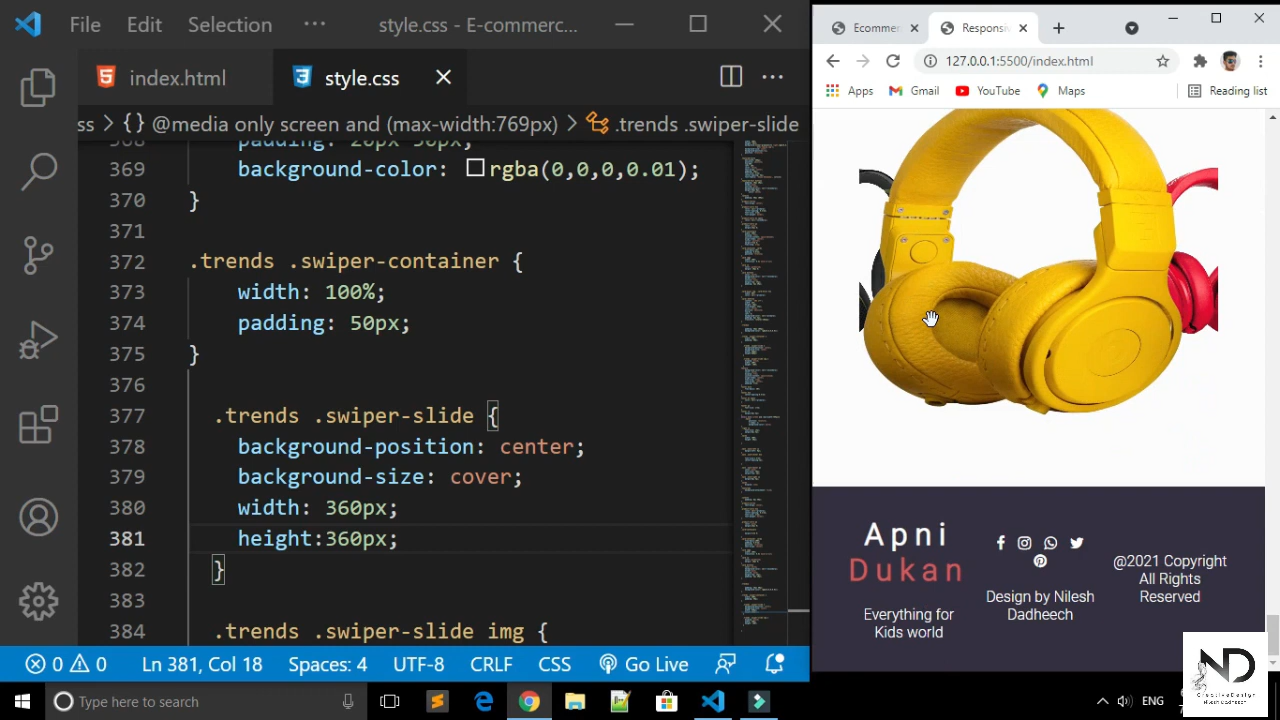 File Edit Selection ··· style.css - E-commerc...
index.html style.css ···
ss > {} @media only screen and (max-width:769px) > .trends .swiper-slide
369 background-color: rgba(0,0,0,0.01);
370 }
371
372 .trends .swiper-container {
373 width: 100%;
374 padding: 50px;
375 }
376
377 .trends .swiper-slide {
378 background-position: center;
379 background-size: cover;
380 width: 360px;
381 height:360px;
382 }
383
384 .trends .swiper-slide img {
0 0 Ln 381, Col 18 Spaces: 4 UTF-8 CRLF CSS Go Live
Ecommer Responsiv
127.0.0.1:5500/index.html
Apps Gmail YouTube Maps Reading list
Apni
Dukan
Everything for
Kids world
Design by Nilesh
Dadheech
@2021 Copyright
All Rights
Reserved
ND
CreativeDesign
Nilesh Dadheech
Type here to search
ENG